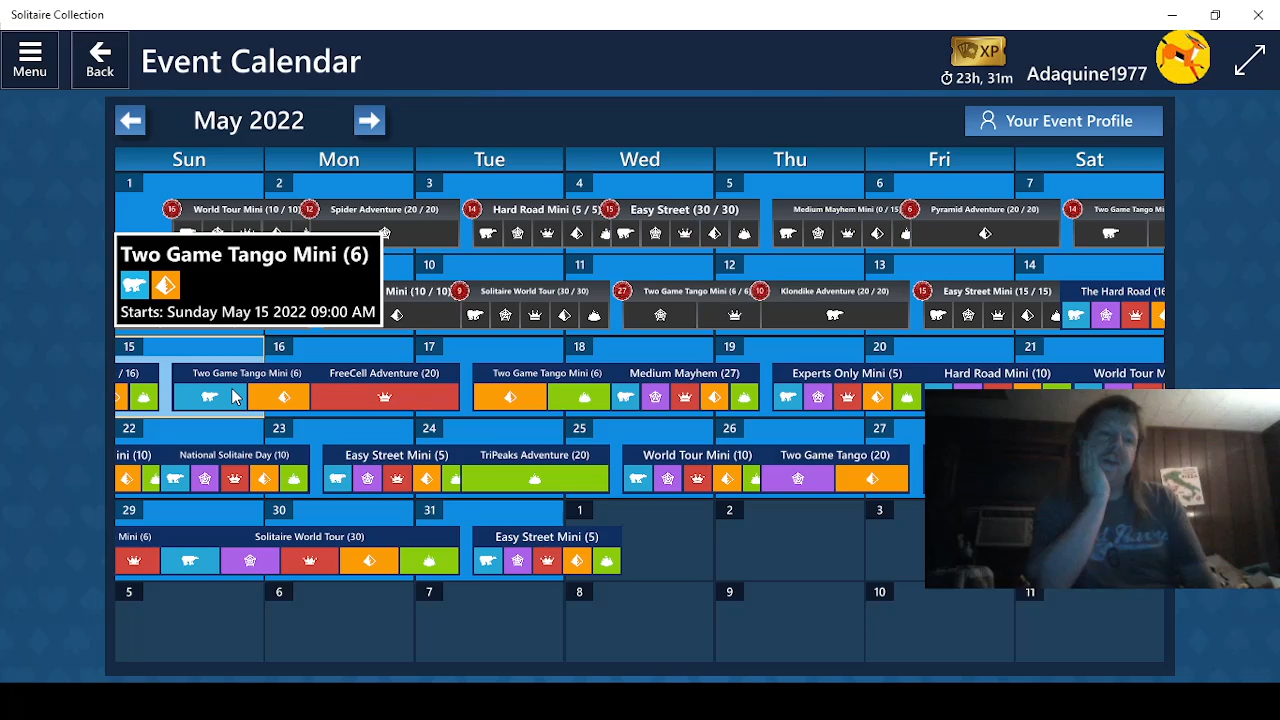 Solitaire Collection
Menu
Back
Event Calendar
XP
23h, 31m
Adaquine1977
May 2022
Your Event Profile
Sun Mon Tue Wed Thu Fri Sat
1 2 3 4 5 6 7
16 World Tour Mini (10 / 10) 12 Spider Adventure (20 / 20) 14 Hard Road Mini (5 / 5) 15 Easy Street (30 / 30) Medium Mayhem Mini (0 / 15) 6 Pyramid Adventure (20 / 20) 14 Two Game Tango Mini
Two Game Tango Mini (6)
Starts: Sunday May 15 2022 09:00 AM
10 11 12 13 14
Mini (10 / 10) 9 Solitaire World Tour (30 / 30) 27 Two Game Tango Mini (6 / 6) 10 Klondike Adventure (20 / 20) 15 Easy Street Mini (15 / 15) The Hard Road (16
15 16 17 18 19 20 21
/ 16) Two Game Tango Mini (6) FreeCell Adventure (20) Two Game Tango Mini (6) Medium Mayhem (27) Experts Only Mini (5) Hard Road Mini (10) World Tour M
22 23 24 25 26 27
ini (10) National Solitaire Day (10) Easy Street Mini (5) TriPeaks Adventure (20) World Tour Mini (10) Two Game Tango (20)
29 30 31 1 2 3
Mini (6) Solitaire World Tour (30) Easy Street Mini (5)
5 6 7 8 9 10 11